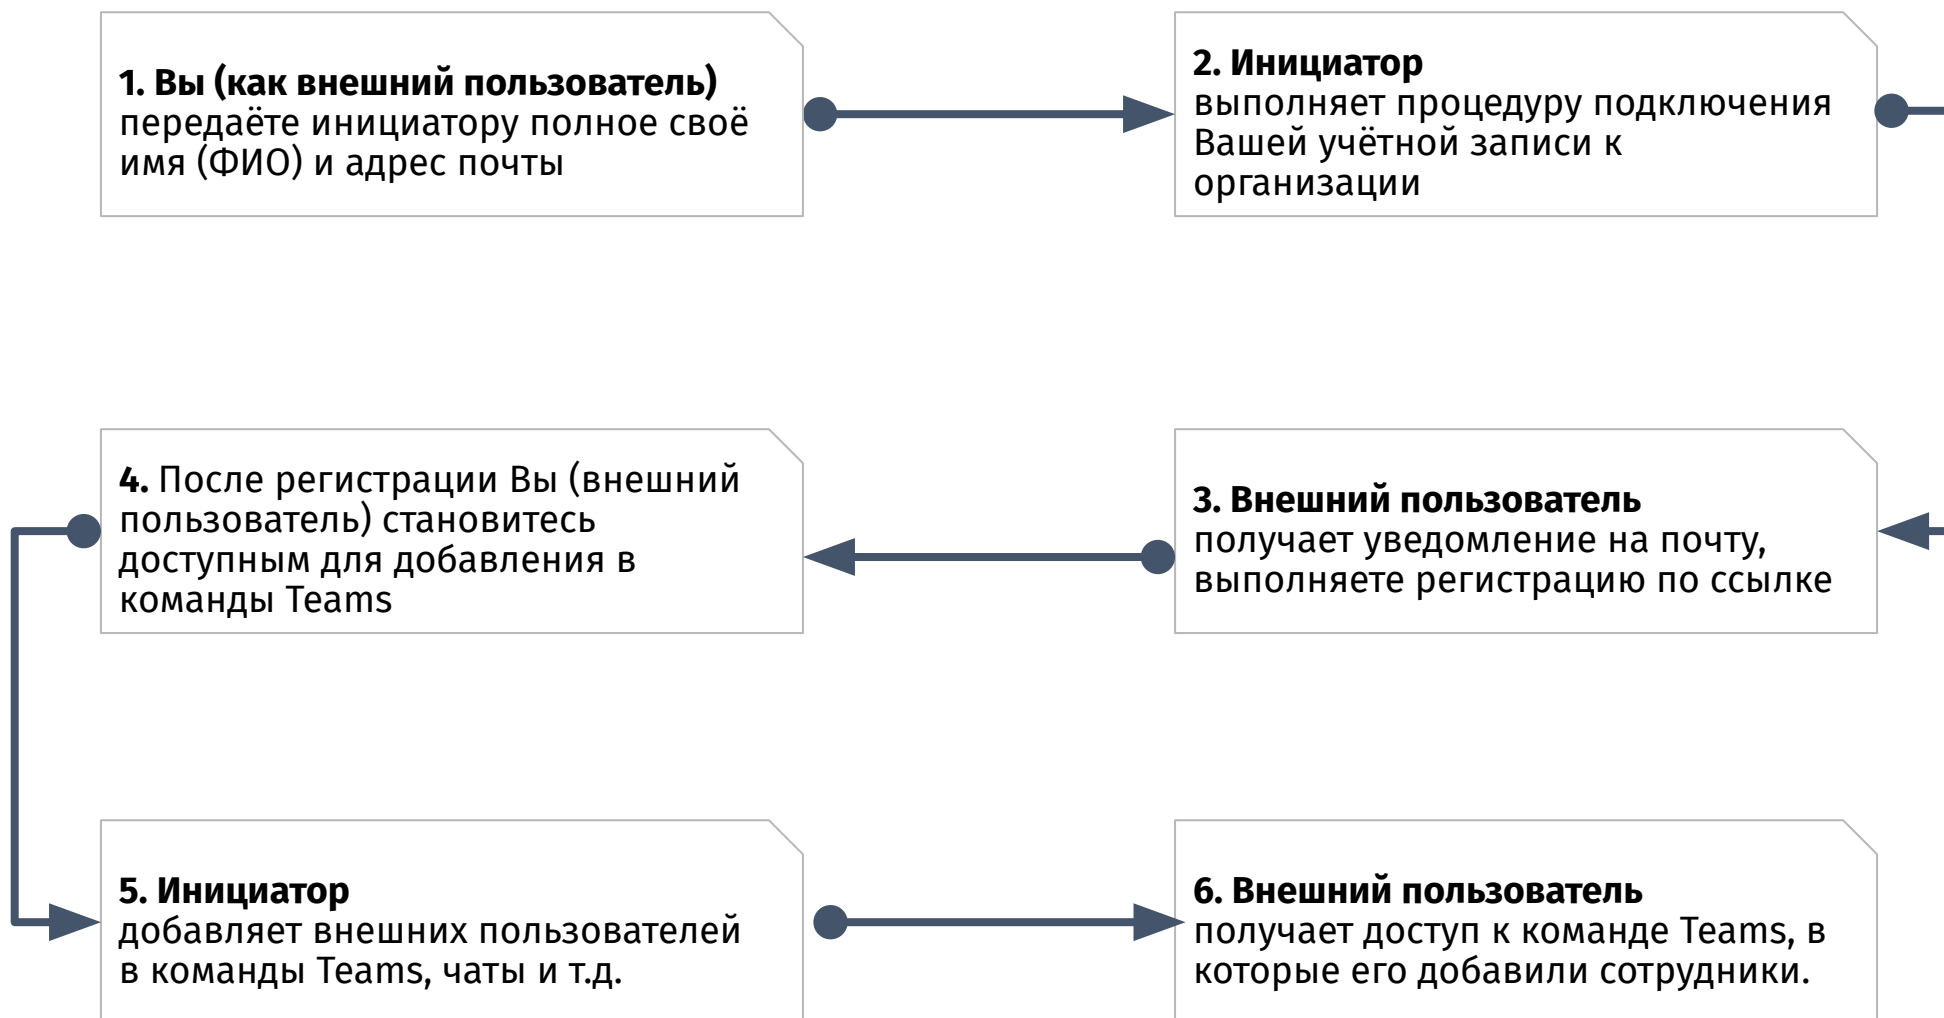 1. Вы (как внешний пользователь)
передаёте инициатору полное своё
имя (ФИО) и адрес почты
2. Инициатор
выполняет процедуру подключения
Вашей учётной записи к
организации
3. Внешний пользователь
получает уведомление на почту,
выполняете регистрацию по ссылке
4. После регистрации Вы (внешний
пользователь) становитесь
доступным для добавления в
команды Teams
5. Инициатор
добавляет внешних пользователей
в команды Teams, чаты и т.д.
6. Внешний пользователь
получает доступ к команде Teams, в
которые его добавили сотрудники.